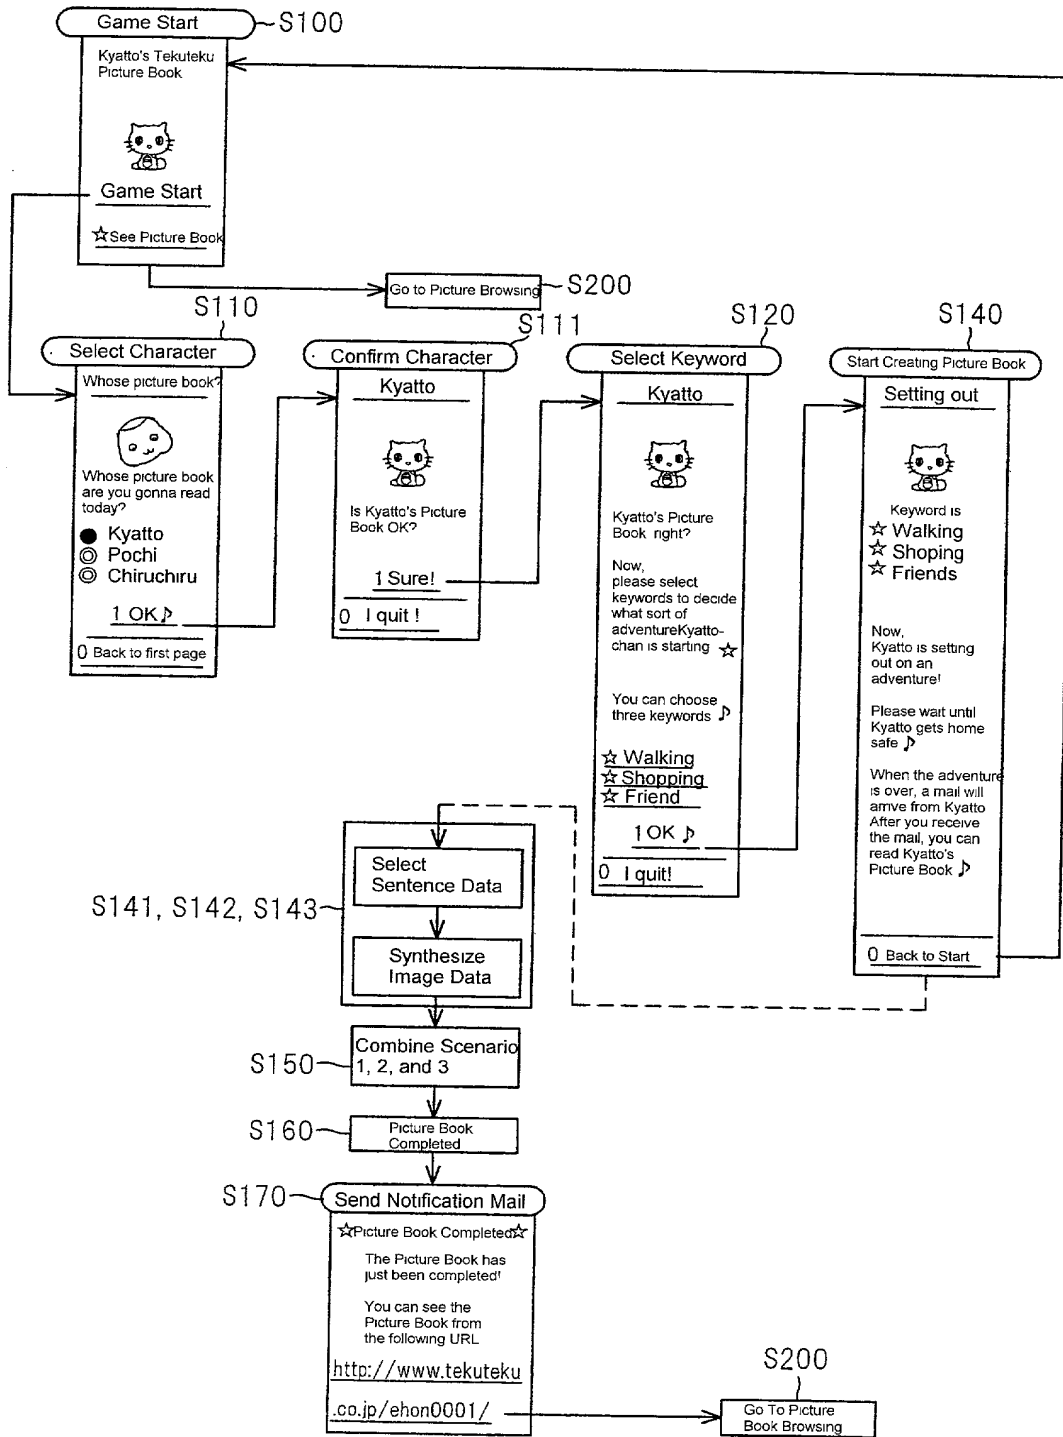 Game Start
S100
Kyatto's Tekuteku
Picture Book
Game Start
☆See Picture Book
Go to Picture Browsing
S200
S110
Select Character
Whose picture book?
Whose picture book
are you gonna read
today?
● Kyatto
◎ Pochi
◎ Chiruchiru
1 OK♪
0 Back to first page
S111
Confirm Character
Kyatto
Is Kyatto's Picture
Book OK?
1 Sure!
0 I quit !
S120
Select Keyword
Kyatto
Kyatto's Picture
Book right?
Now,
please select
keywords to decide
what sort of
adventureKyatto-
chan is starting ☆
You can choose
three keywords ♪
☆ Walking
☆ Shopping
☆ Friend
1 OK ♪
0 I quit!
S140
Start Creating Picture Book
Setting out
Keyword is
☆ Walking
☆ Shoping
☆ Friends
Now,
Kyatto is setting
out on an
adventure!
Please wait until
Kyatto gets home
safe ♪
When the adventure
is over, a mail will
arrive from Kyatto
After you receive
the mail, you can
read Kyatto's
Picture Book ♪
0 Back to Start
S141, S142, S143
Select
Sentence Data
Synthesize
Image Data
S150
Combine Scenario
1, 2, and 3
S160
Picture Book
Completed
S170
Send Notification Mail
☆Picture Book Completed☆
The Picture Book has
just been completed!
You can see the
Picture Book from
the following URL
http://www.tekuteku
.co.jp/ehon0001/
S200
Go To Picture
Book Browsing